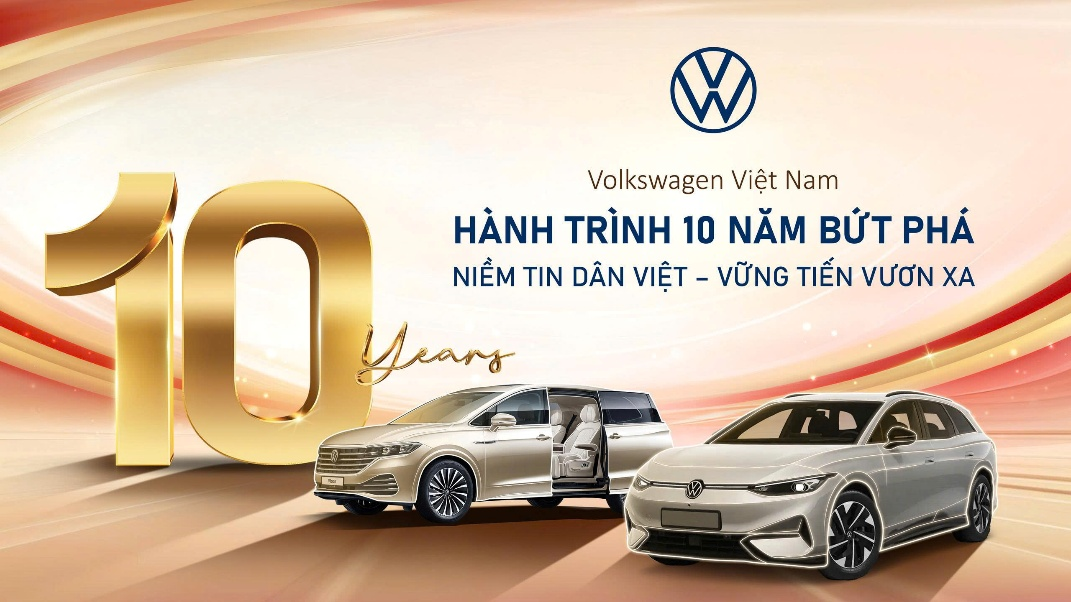 Volkswagen Việt Nam
HÀNH TRÌNH 10 NĂM BỨT PHÁ
NIỀM TIN DÂN VIỆT – VỮNG TIẾN VƯƠN XA
10
Years